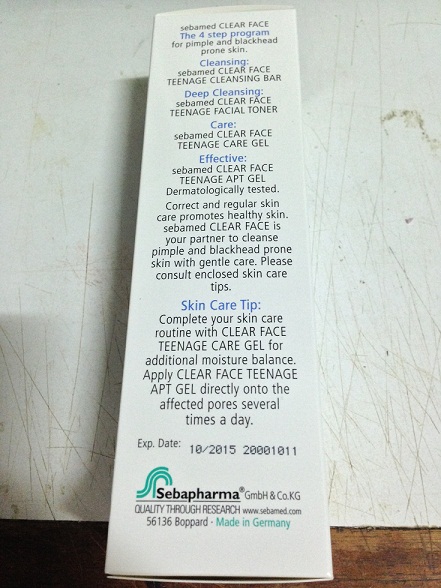 sebamed CLEAR FACE
The 4 step program
for pimple and blackhead
prone skin.
Cleansing:
sebamed CLEAR FACE
TEENAGE CLEANSING BAR
Deep Cleansing:
sebamed CLEAR FACE
TEENAGE FACIAL TONER
Care:
sebamed CLEAR FACE
TEENAGE CARE GEL
Effective:
sebamed CLEAR FACE
TEENAGE APT GEL
Dermatologically tested.
Correct and regular skin
care promotes healthy skin.
sebamed CLEAR FACE is
your partner to cleanse
pimple and blackhead prone
skin with gentle care. Please
consult enclosed skin care
tips.
Skin Care Tip:
Complete your skin care
routine with CLEAR FACE
TEENAGE CARE GEL for
additional moisture balance.
Apply CLEAR FACE TEENAGE
APT GEL directly onto the
affected pores several
times a day.
Exp. Date: 10/2015 20001011
Sebapharma® GmbH & Co.KG
QUALITY THROUGH RESEARCH www.sebamed.com
56136 Boppard · Made in Germany